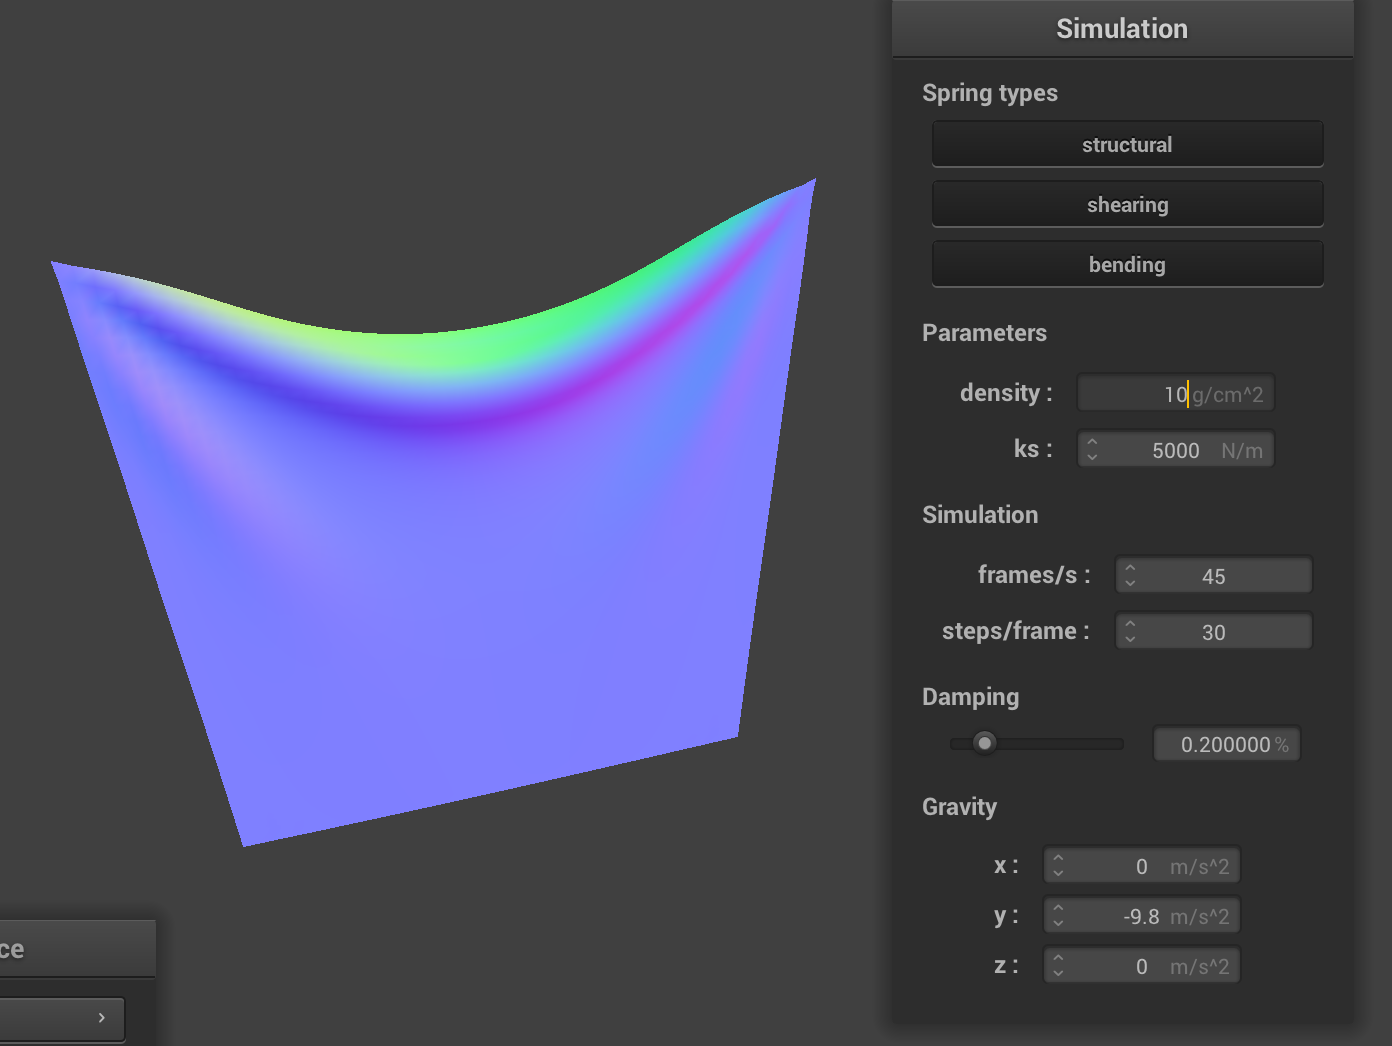 Simulation
Spring types
structural
shearing
bending
Parameters
density : 10 g/cm^2
ks : 5000 N/m
Simulation
frames/s : 45
steps/frame : 30
Damping
0.200000 %
Gravity
x : 0 m/s^2
y : -9.8 m/s^2
z : 0 m/s^2
ce